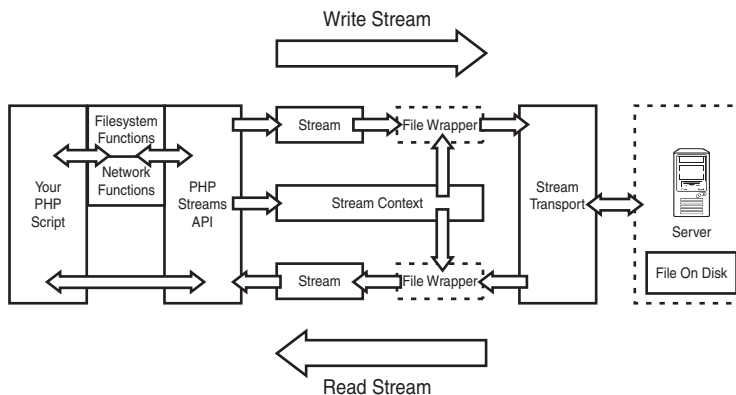 Write Stream
Filesystem
Functions
Network
Functions
Your
PHP
Script
PHP
Streams
API
Stream
File Wrapper
Stream Context
Stream
File Wrapper
Stream
Transport
Server
File On Disk
Read Stream